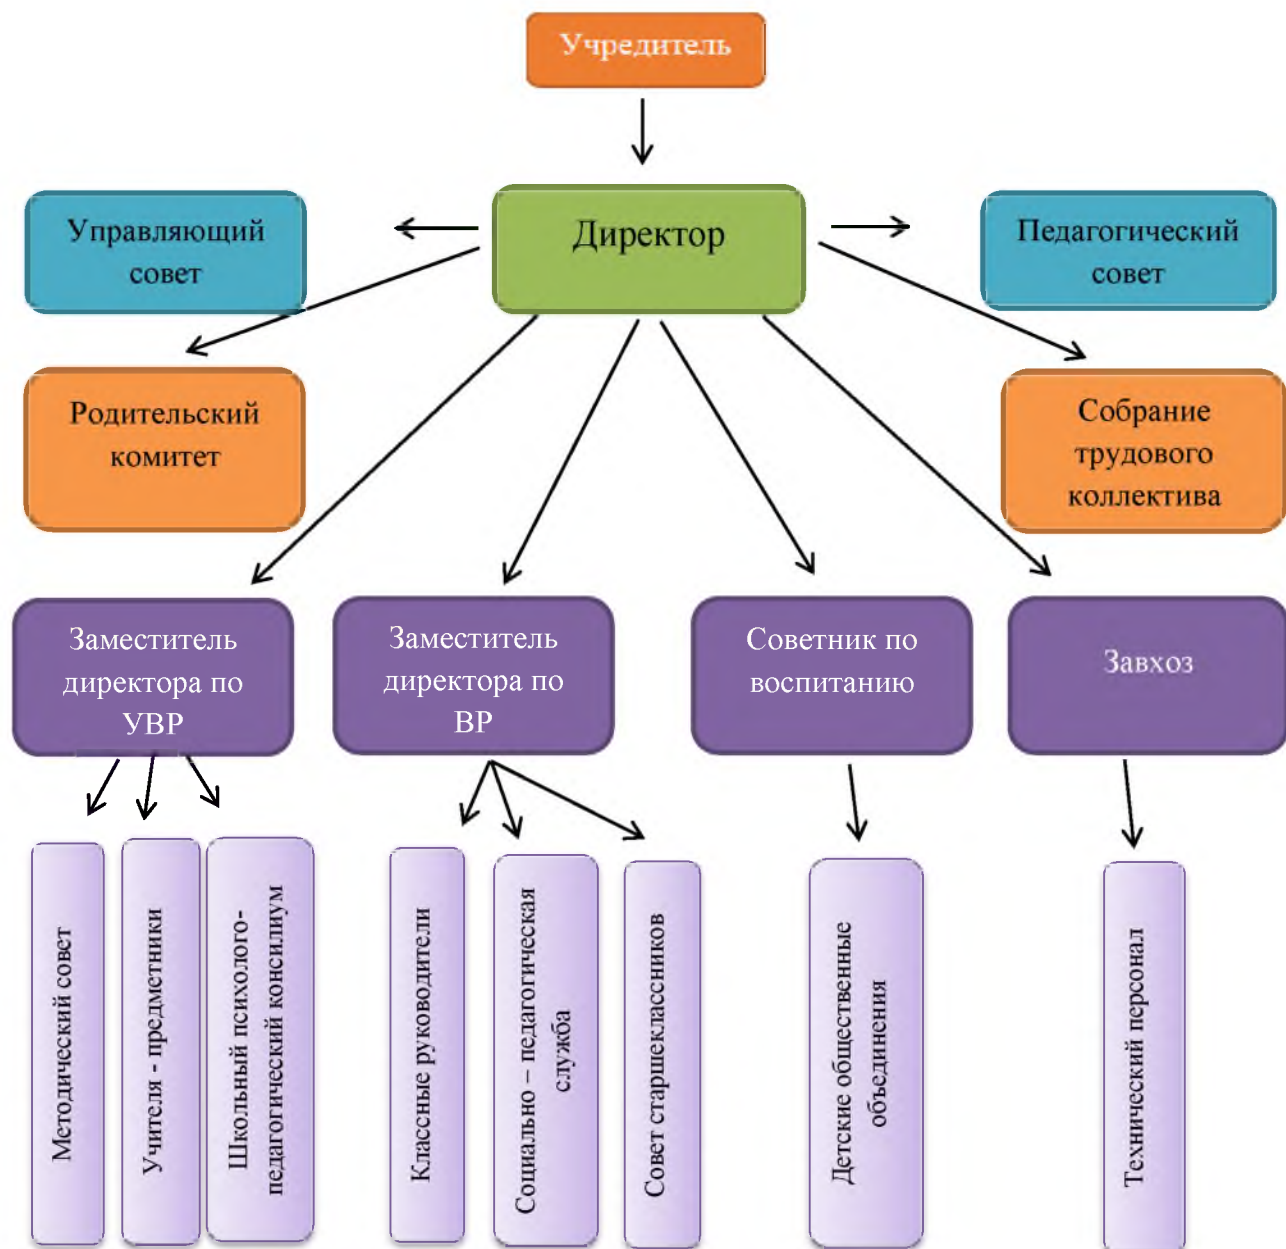 Учредитель
Управляющий
совет
Директор
Педагогический
совет
Родительский
комитет
Собрание
трудового
коллектива
Заместитель
директора по
УВР
Заместитель
директора по
ВР
Советник по
воспитанию
Завхоз
Методический совет
Учителя - предметники
Школьный психолого-
педагогический консилиум
Классные руководители
Социально – педагогическая
служба
Совет старшеклассников
Детские общественные
объединения
Технический персонал